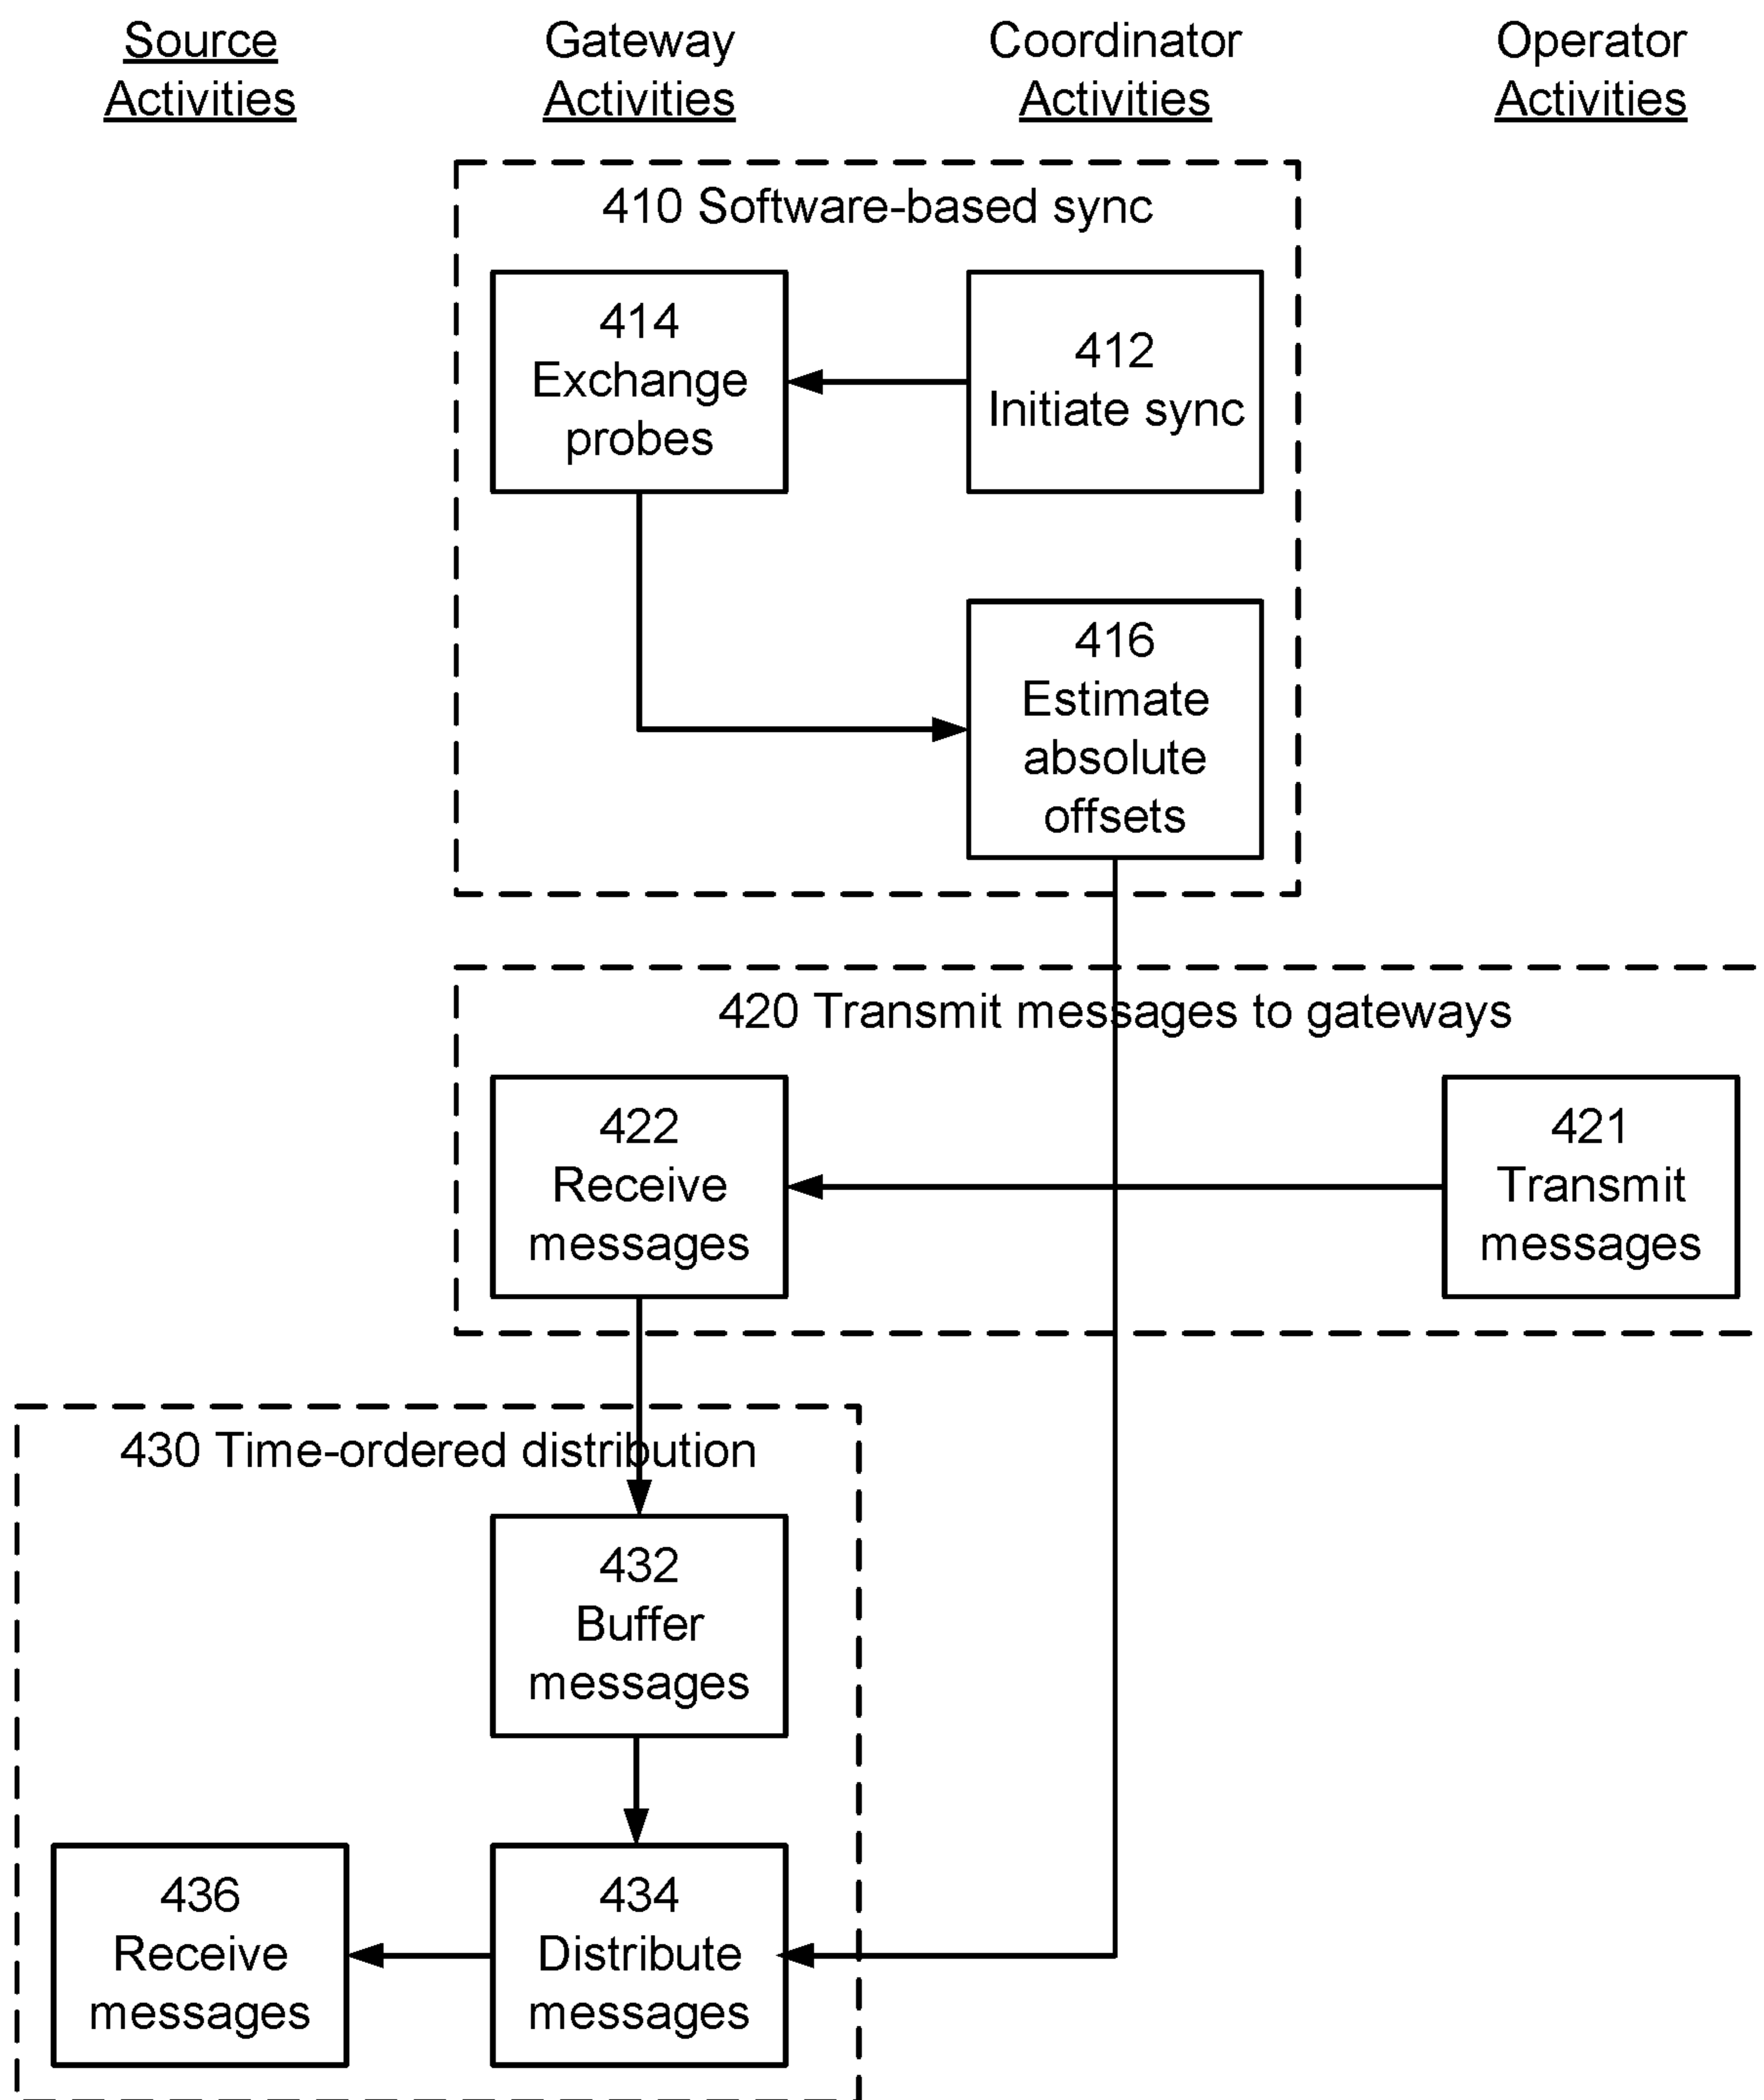 Source
Activities
Gateway
Activities
Coordinator
Activities
Operator
Activities
410 Software-based sync
414
Exchange
probes
412
Initiate sync
416
Estimate
absolute
offsets
420 Transmit messages to gateways
422
Receive
messages
421
Transmit
messages
430 Time-ordered distribution
432
Buffer
messages
436
Receive
messages
434
Distribute
messages